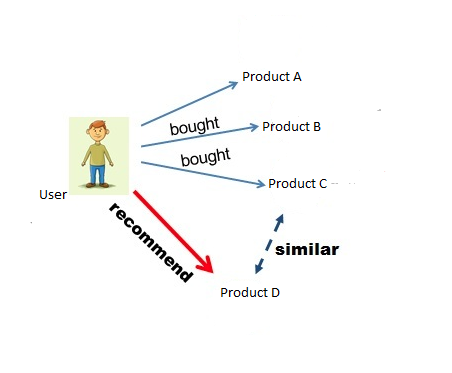 Product A
bought
Product B
bought
Product C
User
recommend
similar
Product D